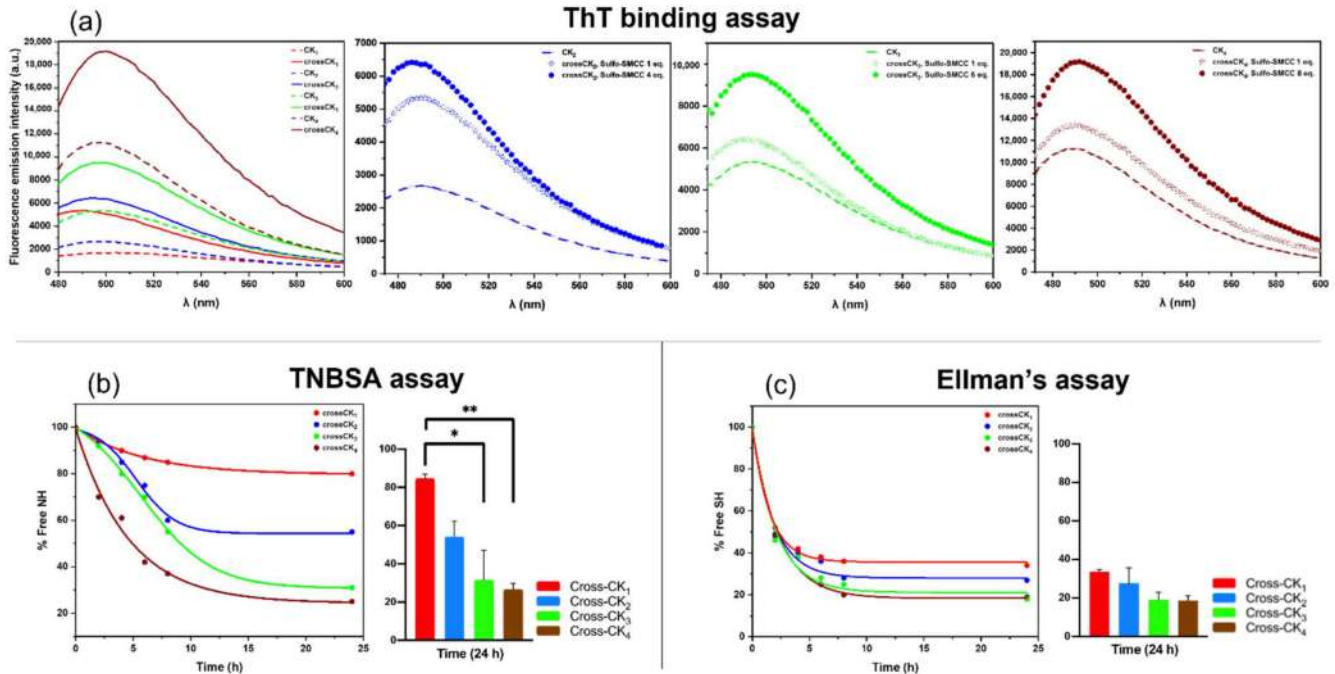 (a)
ThT binding assay
Fluorescence emission intensity (a.u.)
20,000
18,000
16,000
14,000
12,000
10,000
8000
6000
4000
2000
0
480 500 520 540 560 580 600
λ (nm)
CK₁
crossCK₁
CK₂
crossCK₂
CK₃
crossCK₃
CK₄
crossCK₄
7000
6000
5000
4000
3000
2000
1000
0
480 500 520 540 560 580 600
λ (nm)
CK₂
crossCK₂, Sulfo-SMCC 1 eq.
crossCK₂, Sulfo-SMCC 4 eq.
10,000
8000
6000
4000
2000
0
480 500 520 540 560 580 600
λ (nm)
CK₃
crossCK₃, Sulfo-SMCC 1 eq.
crossCK₃, Sulfo-SMCC 6 eq.
20,000
18,000
16,000
14,000
12,000
10,000
8000
6000
4000
2000
0
480 500 520 540 560 580 600
λ (nm)
CK₄
crossCK₄, Sulfo-SMCC 1 eq.
crossCK₄, Sulfo-SMCC 8 eq.
(b)
TNBSA assay
% Free NH
100
80
60
40
20
0 5 10 15 20 25
Time (h)
crossCK₁
crossCK₂
crossCK₃
crossCK₄
100
80
60
40
20
0
**
*
Time (24 h)
Cross-CK₁
Cross-CK₂
Cross-CK₃
Cross-CK₄
(c)
Ellman's assay
% Free SH
100
80
60
40
20
0
0 5 10 15 20 25
Time (h)
crossCK₁
crossCK₂
crossCK₃
crossCK₄
100
80
60
40
20
0
Time (24 h)
Cross-CK₁
Cross-CK₂
Cross-CK₃
Cross-CK₄